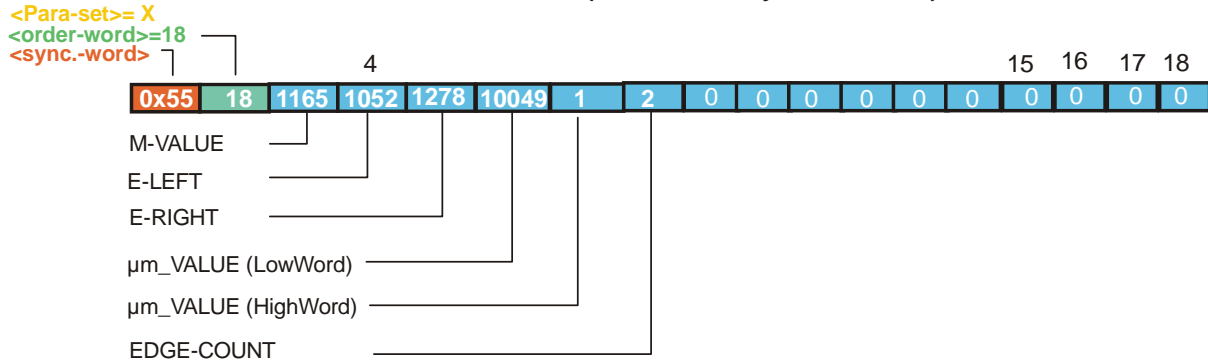 <Para-set>= X
<order-word>=18
<sync.-word>
4 15 16 17 18
0x55 18 1165 1052 1278 10049 1 2 0 0 0 0 0 0 0 0 0 0
M-VALUE
E-LEFT
E-RIGHT
µm_VALUE (LowWord)
µm_VALUE (HighWord)
EDGE-COUNT